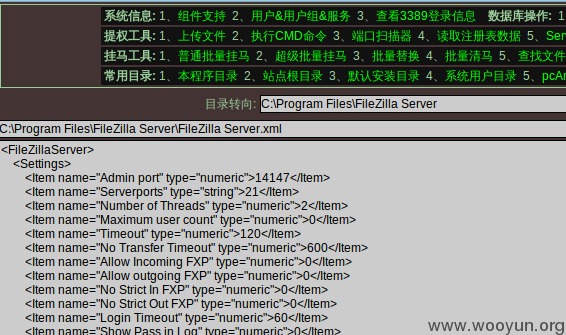 系统信息: 1、组件支持 2、用户&用户组&服务 3、查看3389登录信息 数据库操作: 1
提权工具: 1、上传文件 2、执行CMD命令 3、端口扫描器 4、读取注册表数据 5、Serv
挂马工具: 1、普通批量挂马 2、超级批量挂马 3、批量替换 4、批量清马 5、查找文件
常用目录: 1、本程序目录 2、站点根目录 3、默认安装目录 4、系统用户目录 5、pcAn
目录转向: C:\Program Files\FileZilla Server
C:\Program Files\FileZilla Server\FileZilla Server.xml
<FileZillaServer>
<Settings>
<Item name="Admin port" type="numeric">14147</Item>
<Item name="Serverports" type="string">21</Item>
<Item name="Number of Threads" type="numeric">2</Item>
<Item name="Maximum user count" type="numeric">0</Item>
<Item name="Timeout" type="numeric">120</Item>
<Item name="No Transfer Timeout" type="numeric">600</Item>
<Item name="Allow Incoming FXP" type="numeric">0</Item>
<Item name="Allow outgoing FXP" type="numeric">0</Item>
<Item name="No Strict In FXP" type="numeric">0</Item>
<Item name="No Strict Out FXP" type="numeric">0</Item>
<Item name="Login Timeout" type="numeric">60</Item>
<Item name="Show Pass in Log" type="numeric">0</Item>
www.wooyun.org